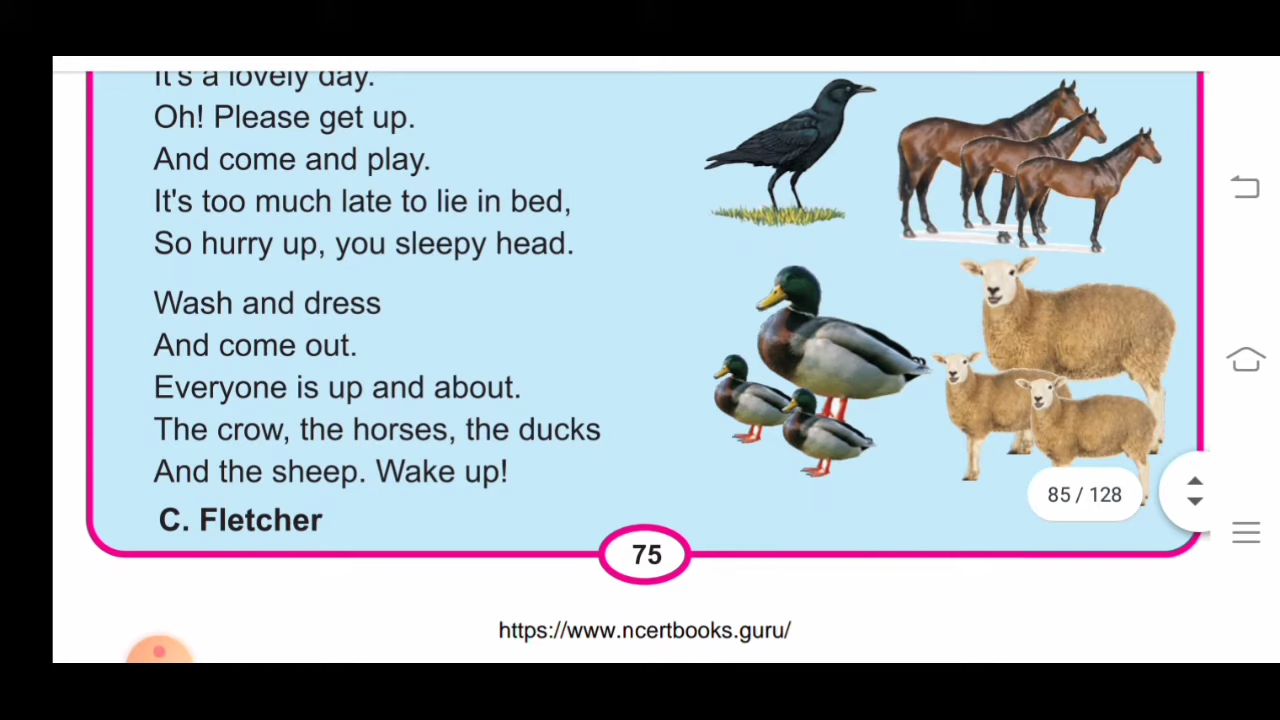 It's a lovely day.
Oh! Please get up.
And come and play.
It's too much late to lie in bed,
So hurry up, you sleepy head.
Wash and dress
And come out.
Everyone is up and about.
The crow, the horses, the ducks
And the sheep. Wake up!
C. Fletcher
85 / 128
75
https://www.ncertbooks.guru/